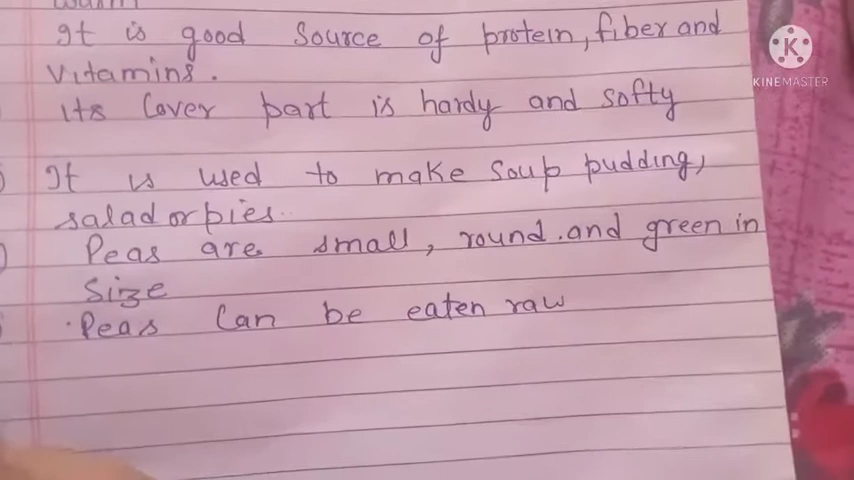 It is good Source of protein, fiber and
vitamins.
its Cover part is hardy and softy
It is used to make Soup pudding,
salad or pies.
Peas are small, round and green in
Size
Peas Can be eaten raw
K
KINEMASTER